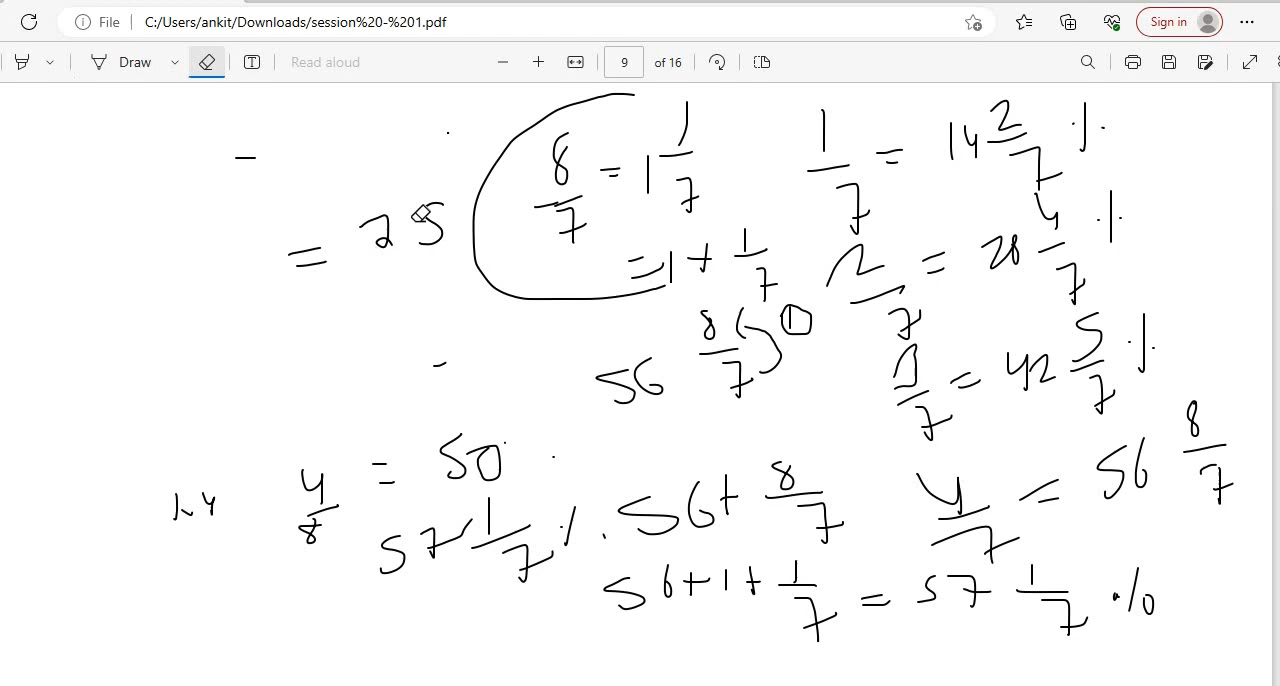 File C:/Users/ankit/Downloads/session%20-%201.pdf Sign in
Draw Read aloud 9 of 16
8/7 = 1 1/7
= 1 + 1/7
= 75
1/7 = 14 2/7 %
2/7 = 28 4/7 %
56 8/7 1
3/7 = 42 5/7 %
4/8 = 50
57 1/7 %.
56 + 8/7
4/7 = 56 8/7
56 + 1 + 1/7 = 57 1/7 %